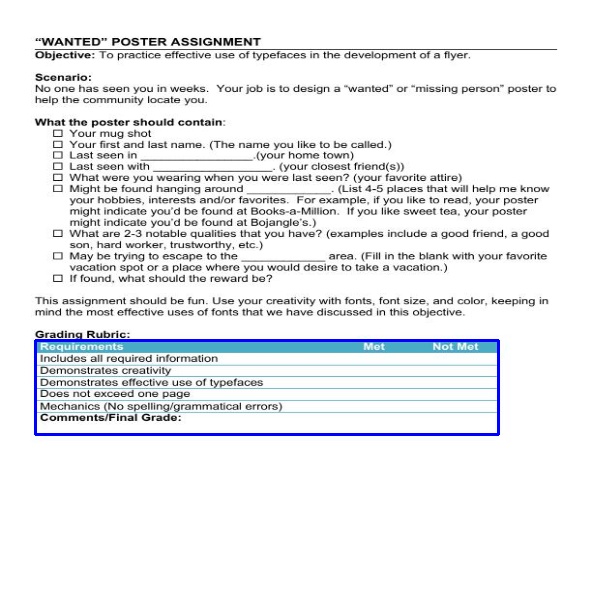 “WANTED” POSTER ASSIGNMENT
Objective: To practice effective use of typefaces in the development of a flyer.
Scenario:
No one has seen you in weeks. Your job is to design a “wanted” or “missing person” poster to
help the community locate you.
What the poster should contain:
☐ Your mug shot
☐ Your first and last name. (The name you like to be called.)
☐ Last seen in __________________.(your home town)
☐ Last seen with ___________________. (your closest friend(s))
☐ What were you wearing when you were last seen? (your favorite attire)
☐ Might be found hanging around _____________. (List 4-5 places that will help me know
your hobbies, interests and/or favorites. For example, if you like to read, your poster
might indicate you’d be found at Books-a-Million. If you like sweet tea, your poster
might indicate you’d be found at Bojangle’s.)
☐ What are 2-3 notable qualities that you have? (examples include a good friend, a good
son, hard worker, trustworthy, etc.)
☐ May be trying to escape to the _____________ area. (Fill in the blank with your favorite
vacation spot or a place where you would desire to take a vacation.)
☐ If found, what should the reward be?
This assignment should be fun. Use your creativity with fonts, font size, and color, keeping in
mind the most effective uses of fonts that we have discussed in this objective.
Grading Rubric:
Requirements Met Not Met
Includes all required information
Demonstrates creativity
Demonstrates effective use of typefaces
Does not exceed one page
Mechanics (No spelling/grammatical errors)
Comments/Final Grade: